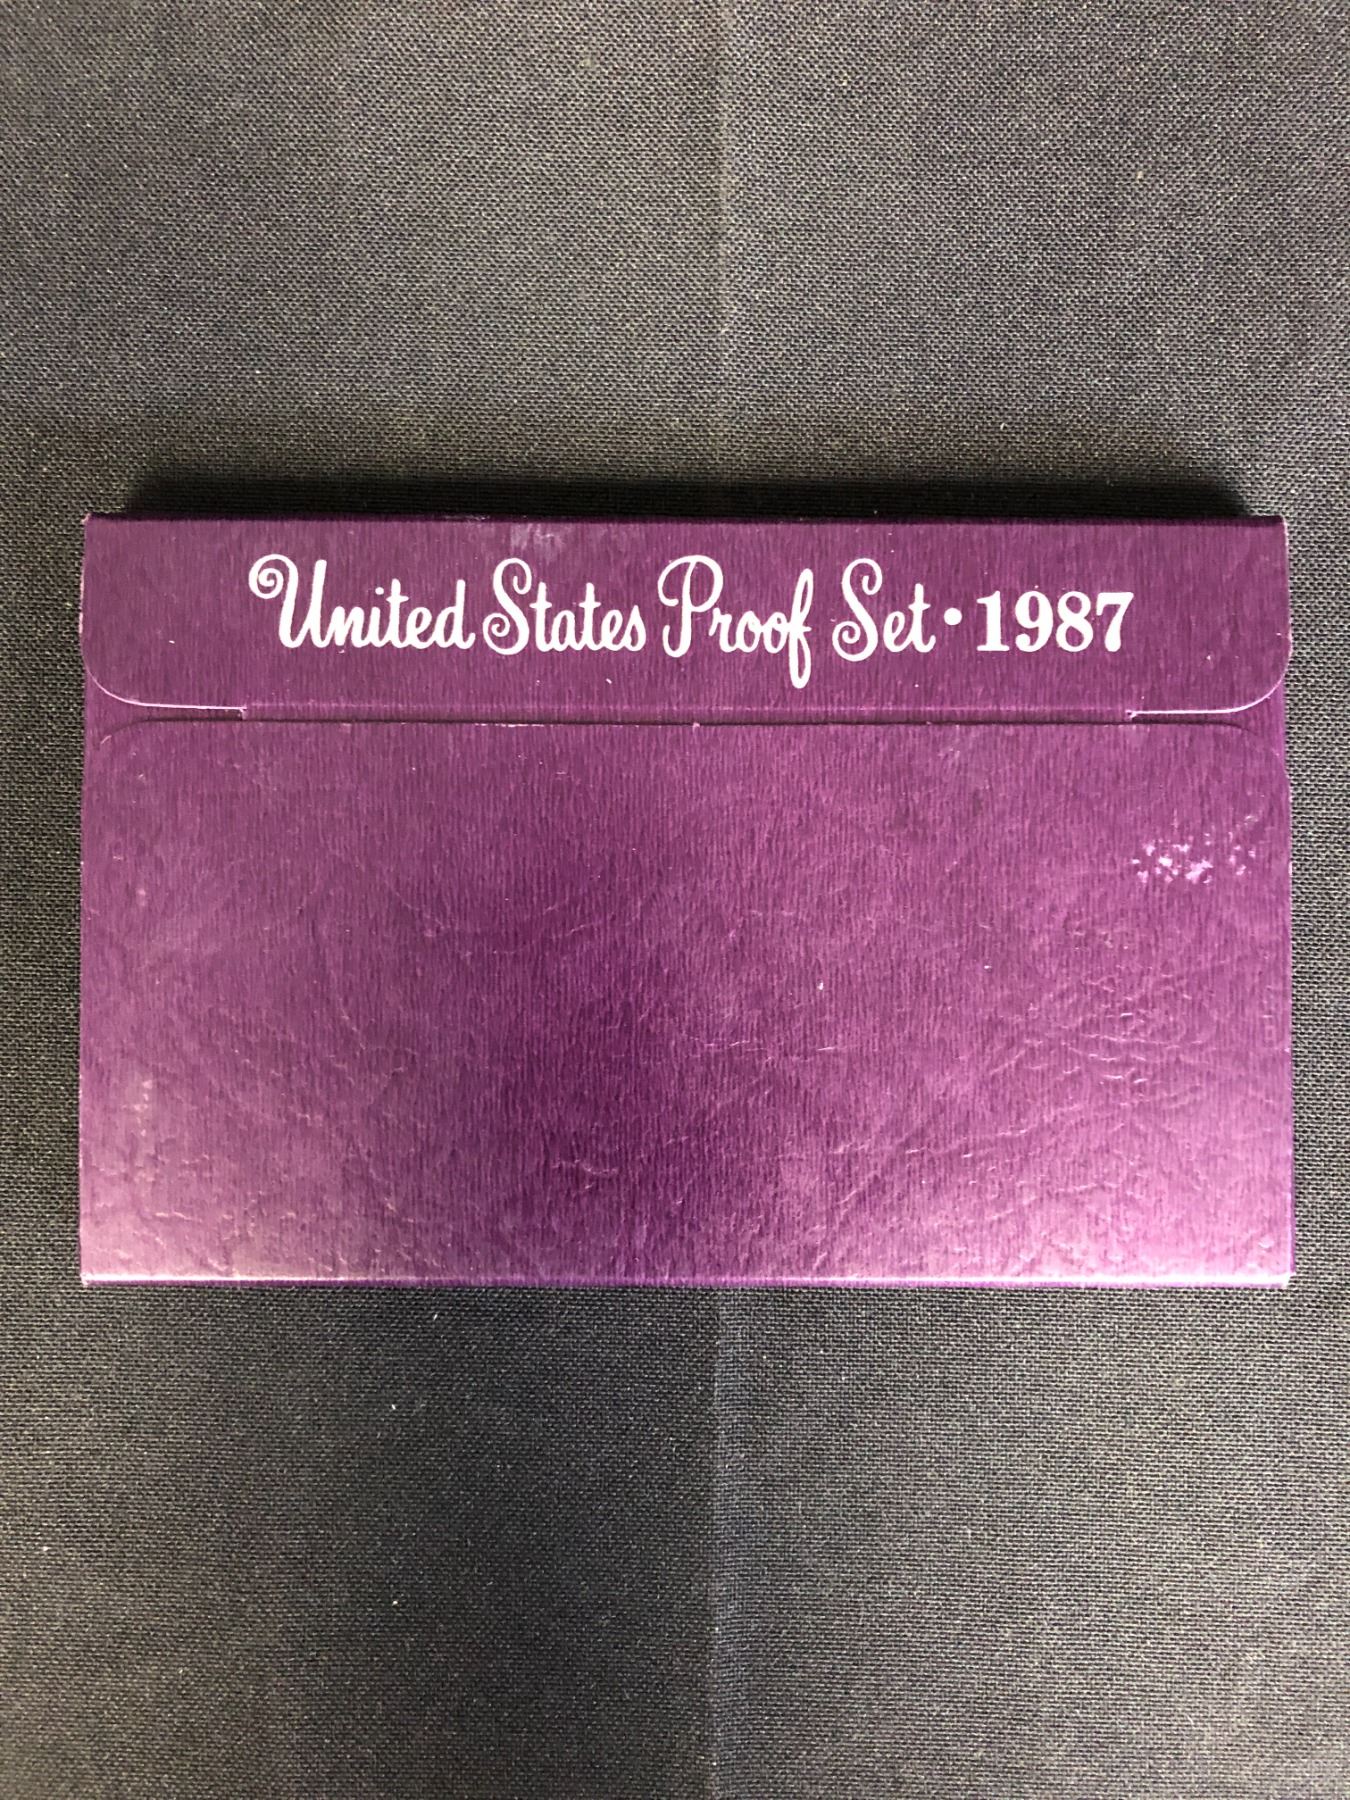 United States Proof Set • 1987